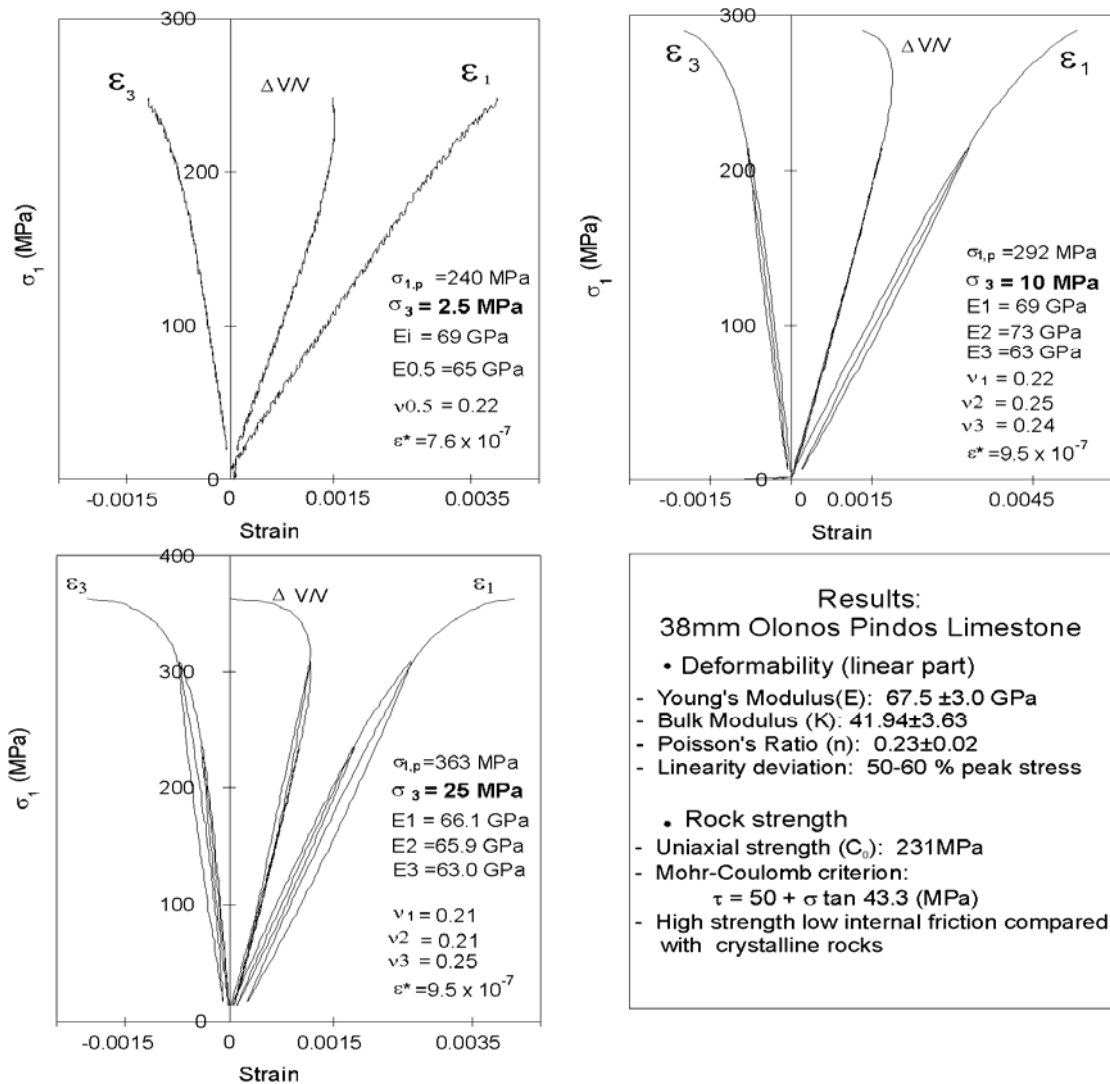 300
ε3
Δ V/V
ε1
200
σ1 (MPa)
σ1,p =240 MPa
σ3 = 2.5 MPa
Ei = 69 GPa
E0.5 =65 GPa
ν0.5 = 0.22
ε* =7.6 x 10-7
100
0
-0.0015 0 0.0015 0.0035
Strain
300
ε3
Δ V/V
ε1
200
σ1 (MPa)
σ1,p =292 MPa
σ3 = 10 MPa
E1 = 69 GPa
E2 =73 GPa
E3 =63 GPa
ν1 = 0.22
ν2 = 0.25
ν3 = 0.24
ε* =9.5 x 10-7
100
0
-0.0015 0 0.0015 0.0045
Strain
400
ε3
Δ V/V
ε1
300
σ1 (MPa)
200
σ1,p=363 MPa
σ3 = 25 MPa
E1 = 66.1 GPa
E2 = 65.9 GPa
E3 = 63.0 GPa
100
ν1 = 0.21
ν2 = 0.21
ν3 = 0.25
ε* =9.5 x 10-7
0
-0.0015 0 0.0015 0.0035
Strain
Results:
38mm Olonos Pindos Limestone
• Deformability (linear part)
- Young's Modulus(E): 67.5 ±3.0 GPa
- Bulk Modulus (K): 41.94±3.63
- Poisson's Ratio (n): 0.23±0.02
- Linearity deviation: 50-60 % peak stress
• Rock strength
- Uniaxial strength (C0): 231MPa
- Mohr-Coulomb criterion:
τ = 50 + σ tan 43.3 (MPa)
- High strength low internal friction compared
with crystalline rocks